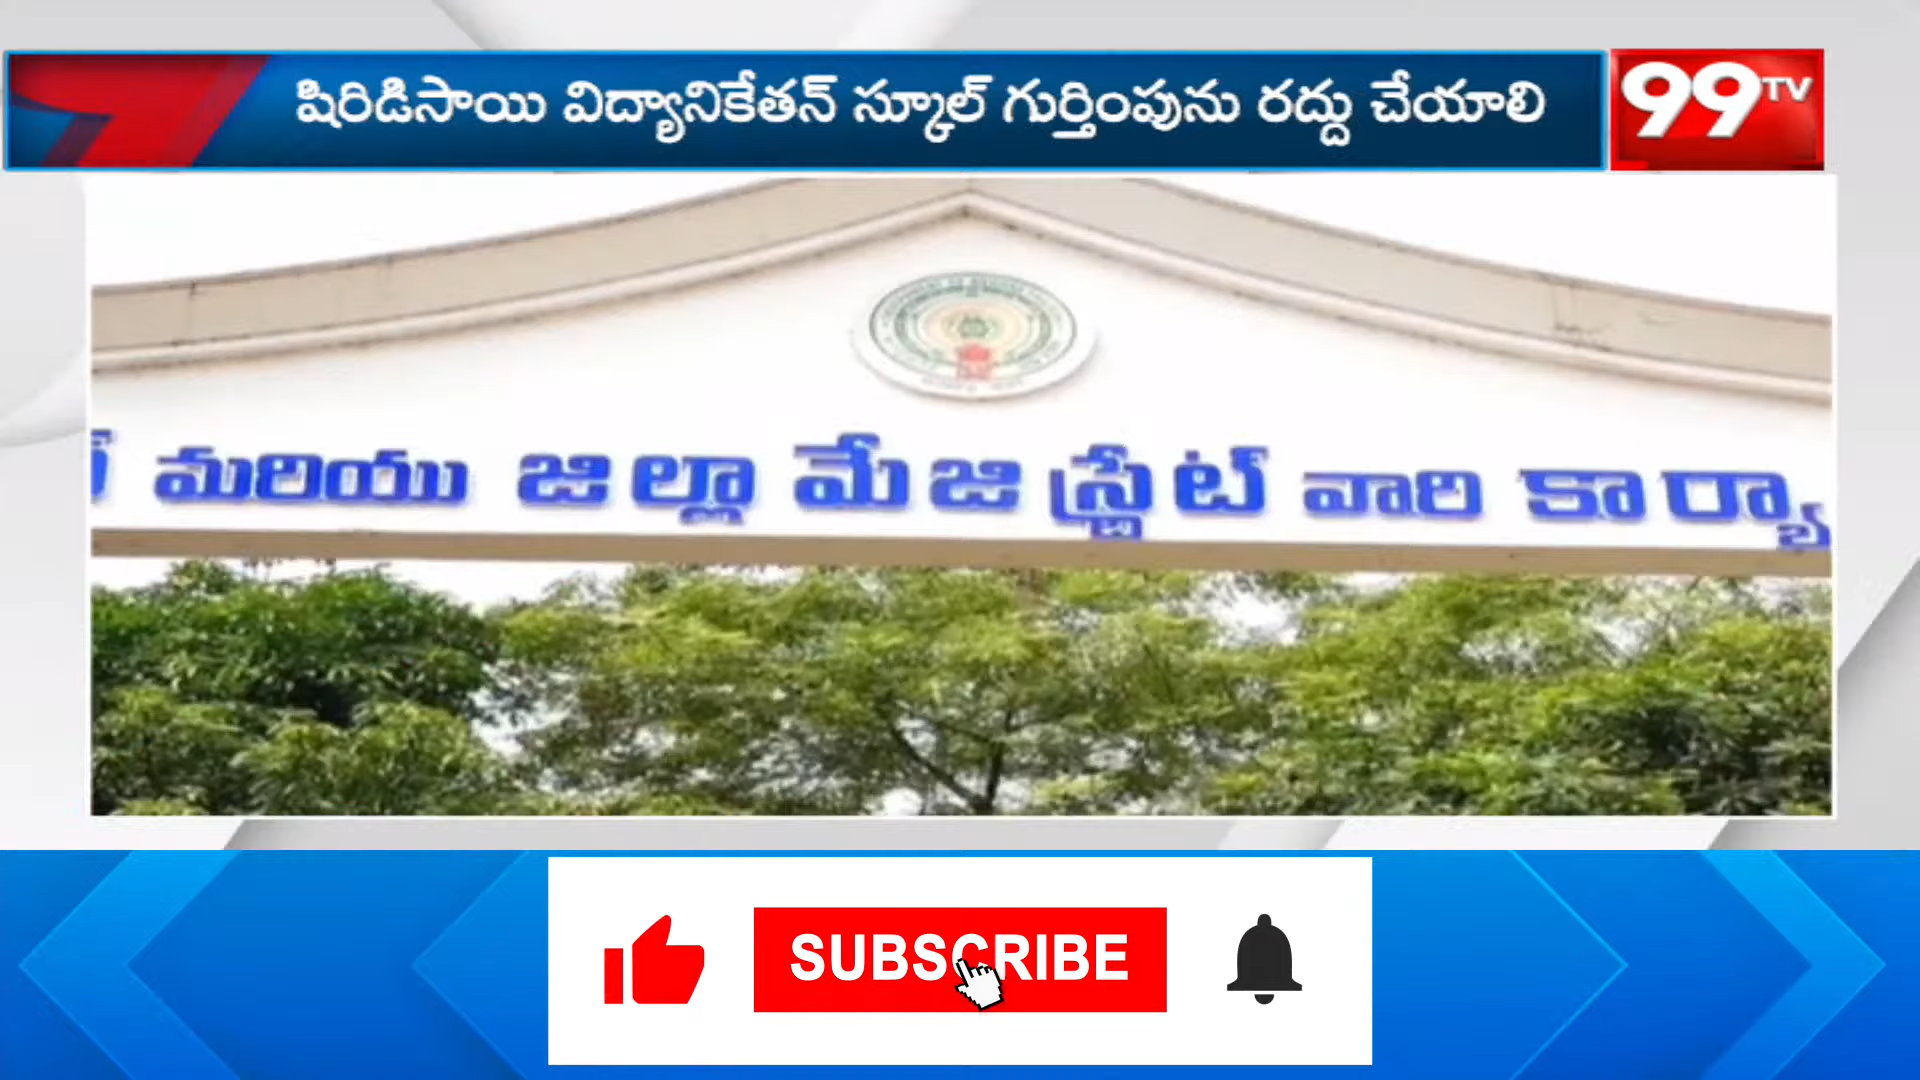 షిరిడిసాయి విద్యానికేతన్ స్కూల్ గుర్తింపును రద్దు చేయాలి
99TV
మరియు జిల్లా మేజిస్ట్రేట్ వారి
SUBSCRIBE